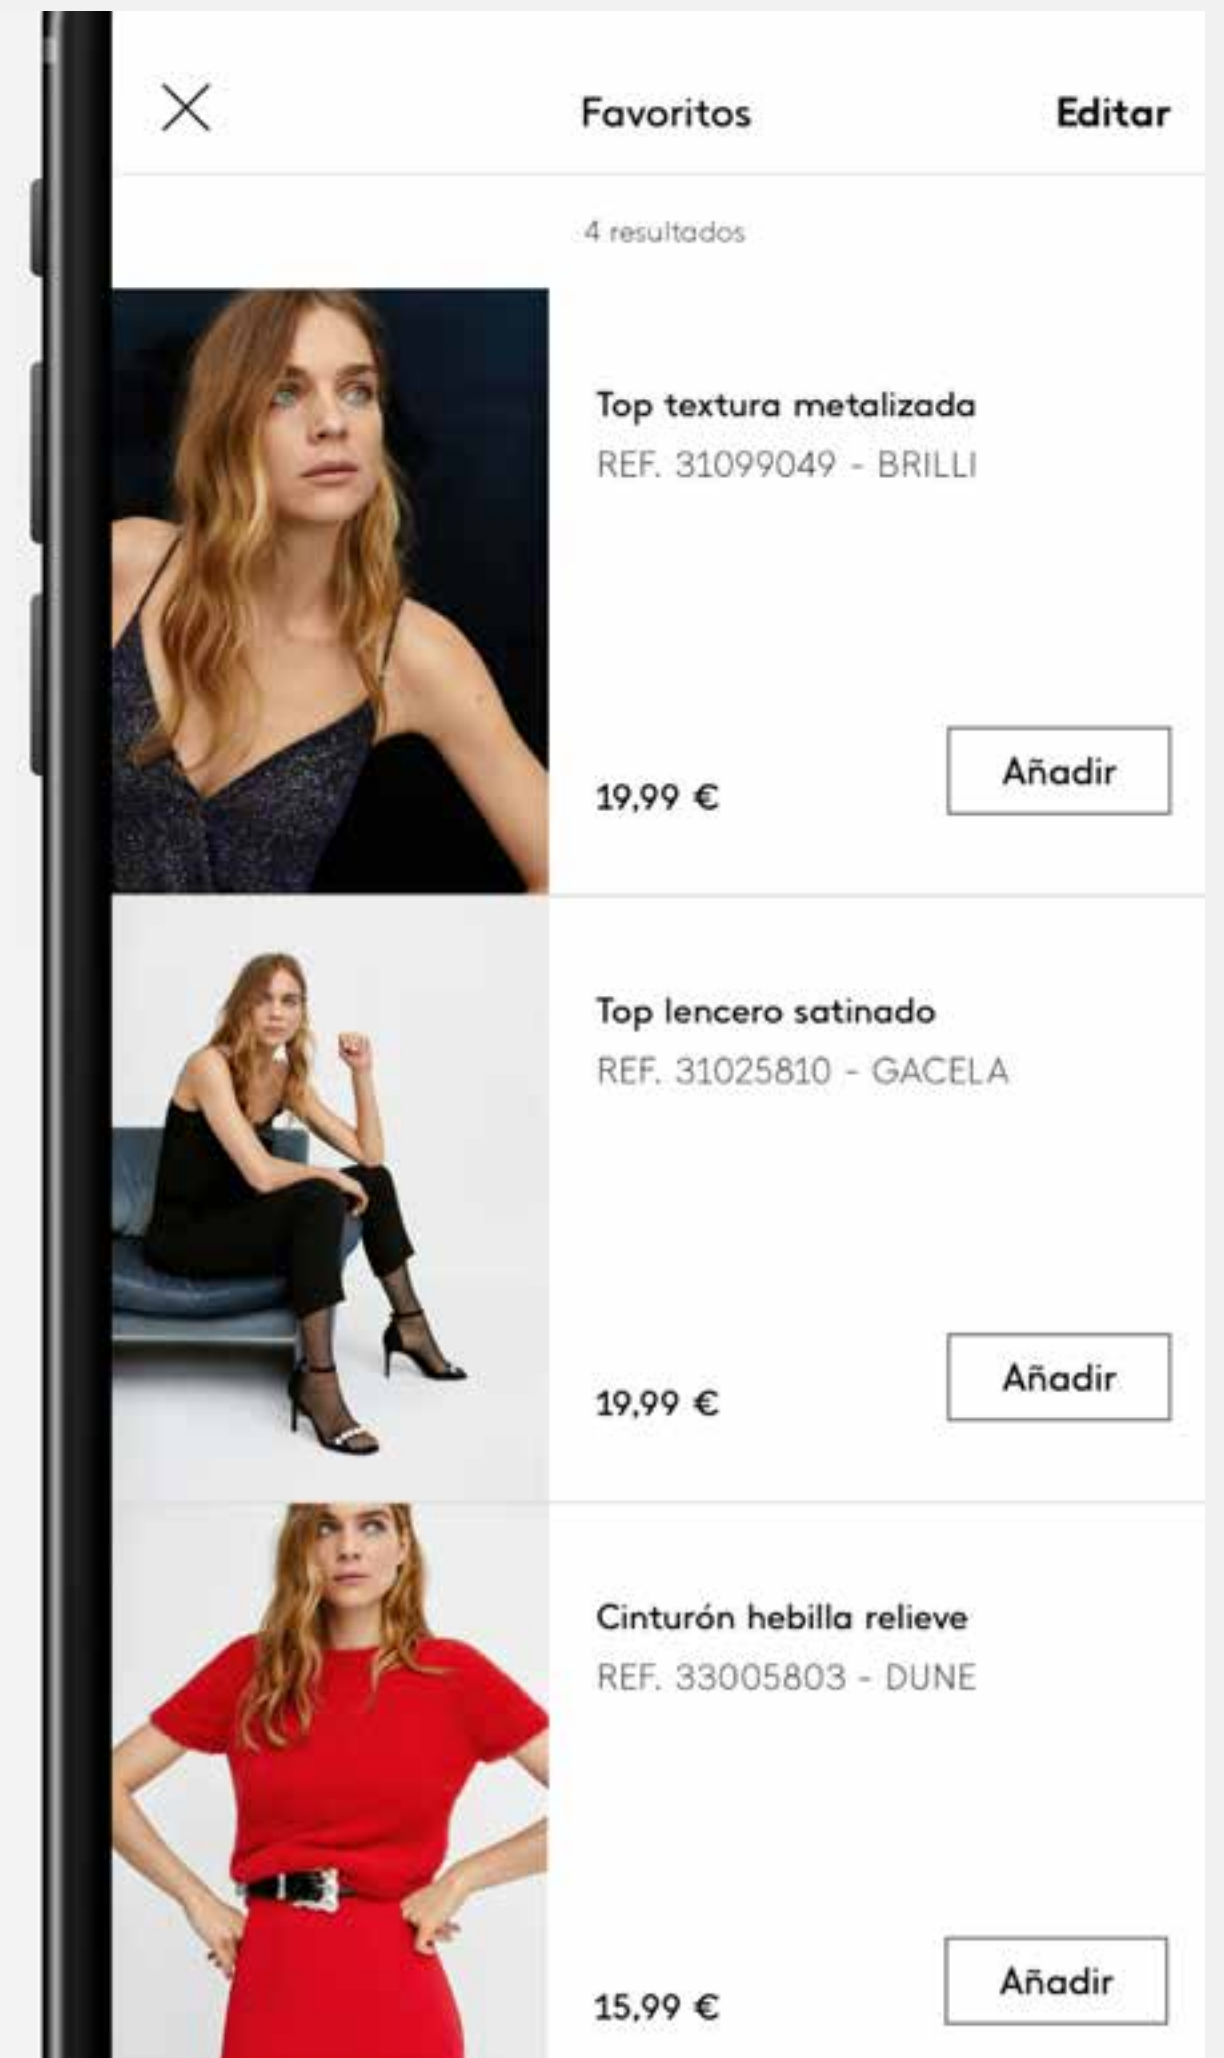 Favoritos
Editar
4 resultados
Top textura metalizada
REF. 31099049 - BRILLI
19,99 €
Añadir
Top lencero satinado
REF. 31025810 - GACELA
19,99 €
Añadir
Cinturón hebilla relieve
REF. 33005803 - DUNE
15,99 €
Añadir